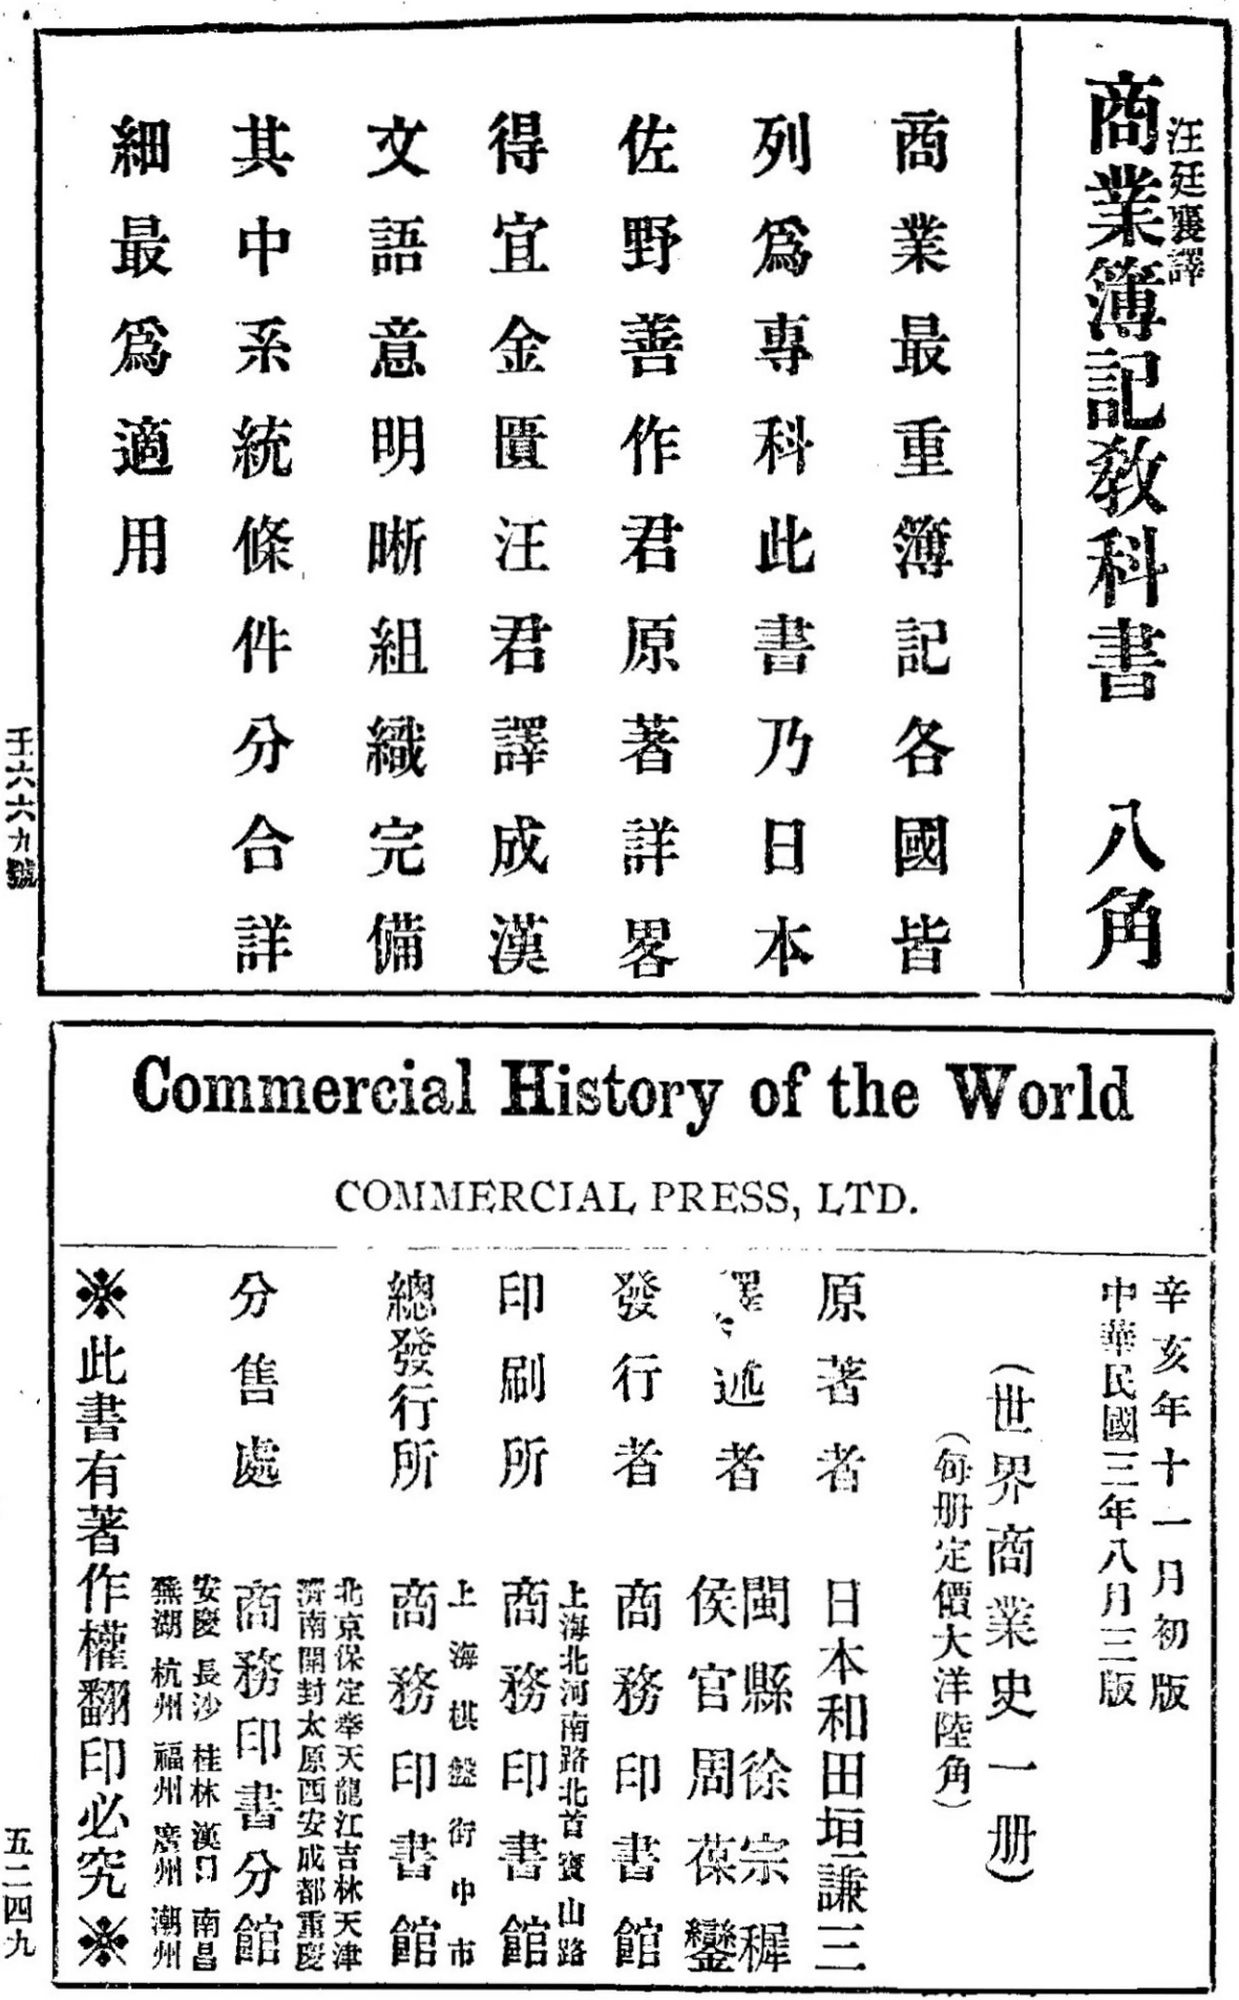 汪廷襄譯
商業簿記敎科書 八角
商業最重簿記各國皆
列爲專科此書乃日本
佐野善作君原著詳畧
得宜金匱汪君譯成漢
文語意明晰組織完備
其中系統條件分合詳
細最爲適用
壬六六九號
Commercial History of the World
COMMERCIAL PRESS, LTD.
辛亥年十一月初版
中華民國三年八月三版
(世界商業史一册)
(每册定價大洋陸角)
原著者 日本和田垣謙三
譯述者 閩縣徐宗穉
侯官周葆鑾
發行者 商務印書館
上海北河南路北首寶山路
印刷所 商務印書館
上海棋盤街中市
總發行所 商務印書館
北京保定奉天龍江吉林天津
濟南開封太原西安成都重慶
分售處 商務印書分館
安慶長沙桂林漢口南昌
蕪湖杭州福州廣州潮州
※此書有著作權翻印必究※
五二四九